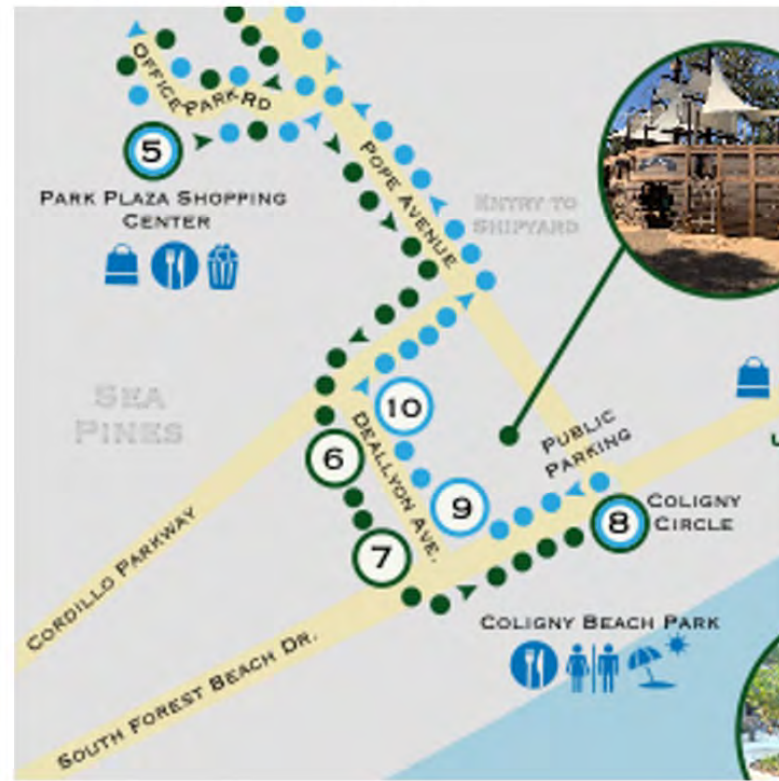 OFFICE PARK RD
5
PARK PLAZA SHOPPING
CENTER
POPE AVENUE
ENTRY TO
SHIPYARD
SEA
PINES
10
6
DEALLYON AVE.
PUBLIC
PARKING
9
COLIGNY
CIRCLE
8
7
CORDILLO PARKWAY
COLIGNY BEACH PARK
SOUTH FOREST BEACH DR.